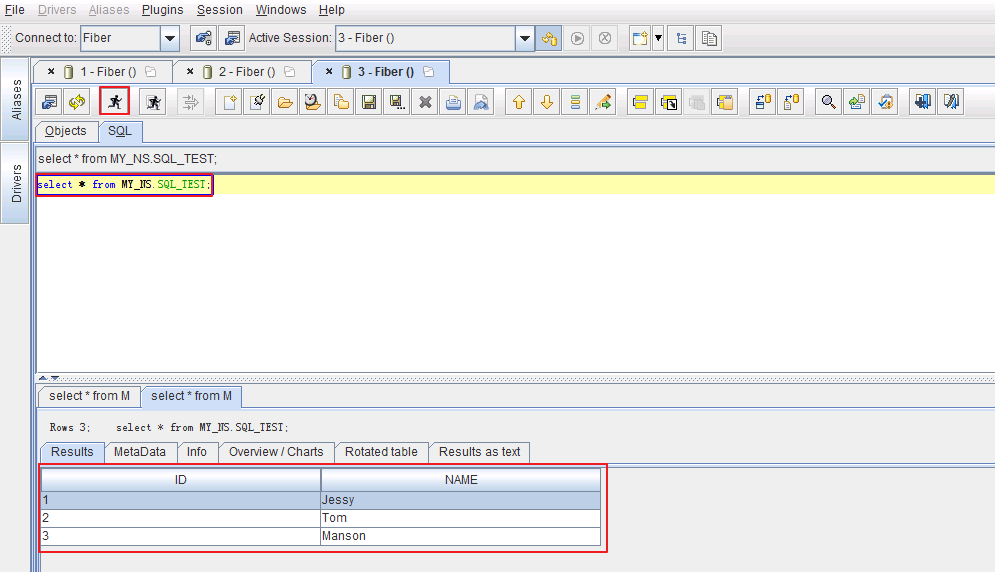 File Drivers Aliases Plugins Session Windows Help
Connect to: Fiber Active Session: 3 - Fiber ()
1 - Fiber () 2 - Fiber () 3 - Fiber ()
Aliases
Drivers
Objects SQL
select * from MY_NS.SQL_TEST;
select * from MY_NS.SQL_TEST;
select * from M select * from M
Rows 3; select * from MY_NS.SQL_TEST;
Results MetaData Info Overview / Charts Rotated table Results as text
ID NAME
1 Jessy
2 Tom
3 Manson